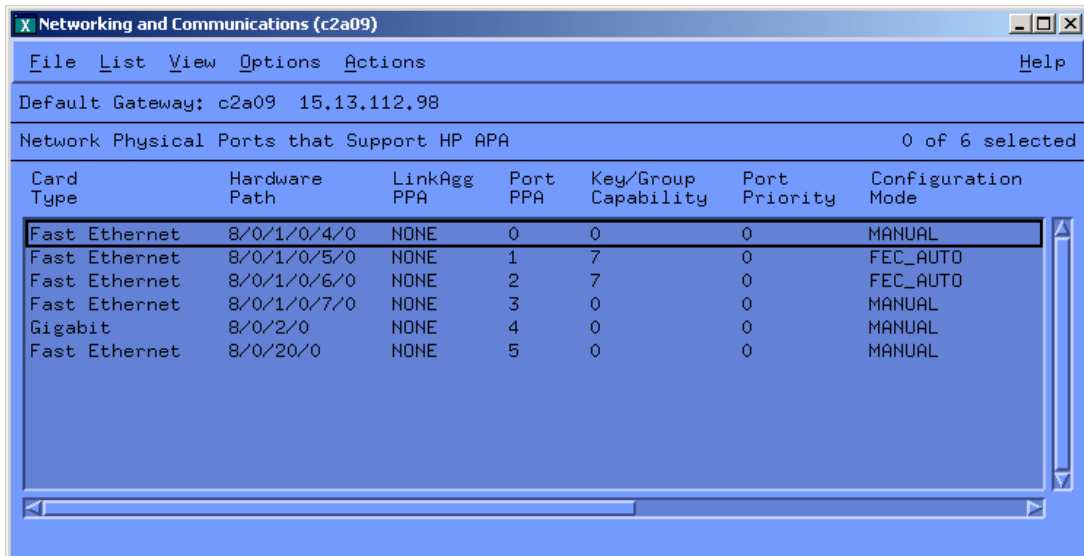 X Networking and Communications (c2a09)
File List View Options Actions Help
Default Gateway: c2a09 15.13.112.98
Network Physical Ports that Support HP APA 0 of 6 selected
Card Hardware LinkAgg Port Key/Group Port Configuration
Type Path PPA PPA Capability Priority Mode
Fast Ethernet 8/0/1/0/4/0 NONE 0 0 0 MANUAL
Fast Ethernet 8/0/1/0/5/0 NONE 1 7 0 FEC_AUTO
Fast Ethernet 8/0/1/0/6/0 NONE 2 7 0 FEC_AUTO
Fast Ethernet 8/0/1/0/7/0 NONE 3 0 0 MANUAL
Gigabit 8/0/2/0 NONE 4 0 0 MANUAL
Fast Ethernet 8/0/20/0 NONE 5 0 0 MANUAL